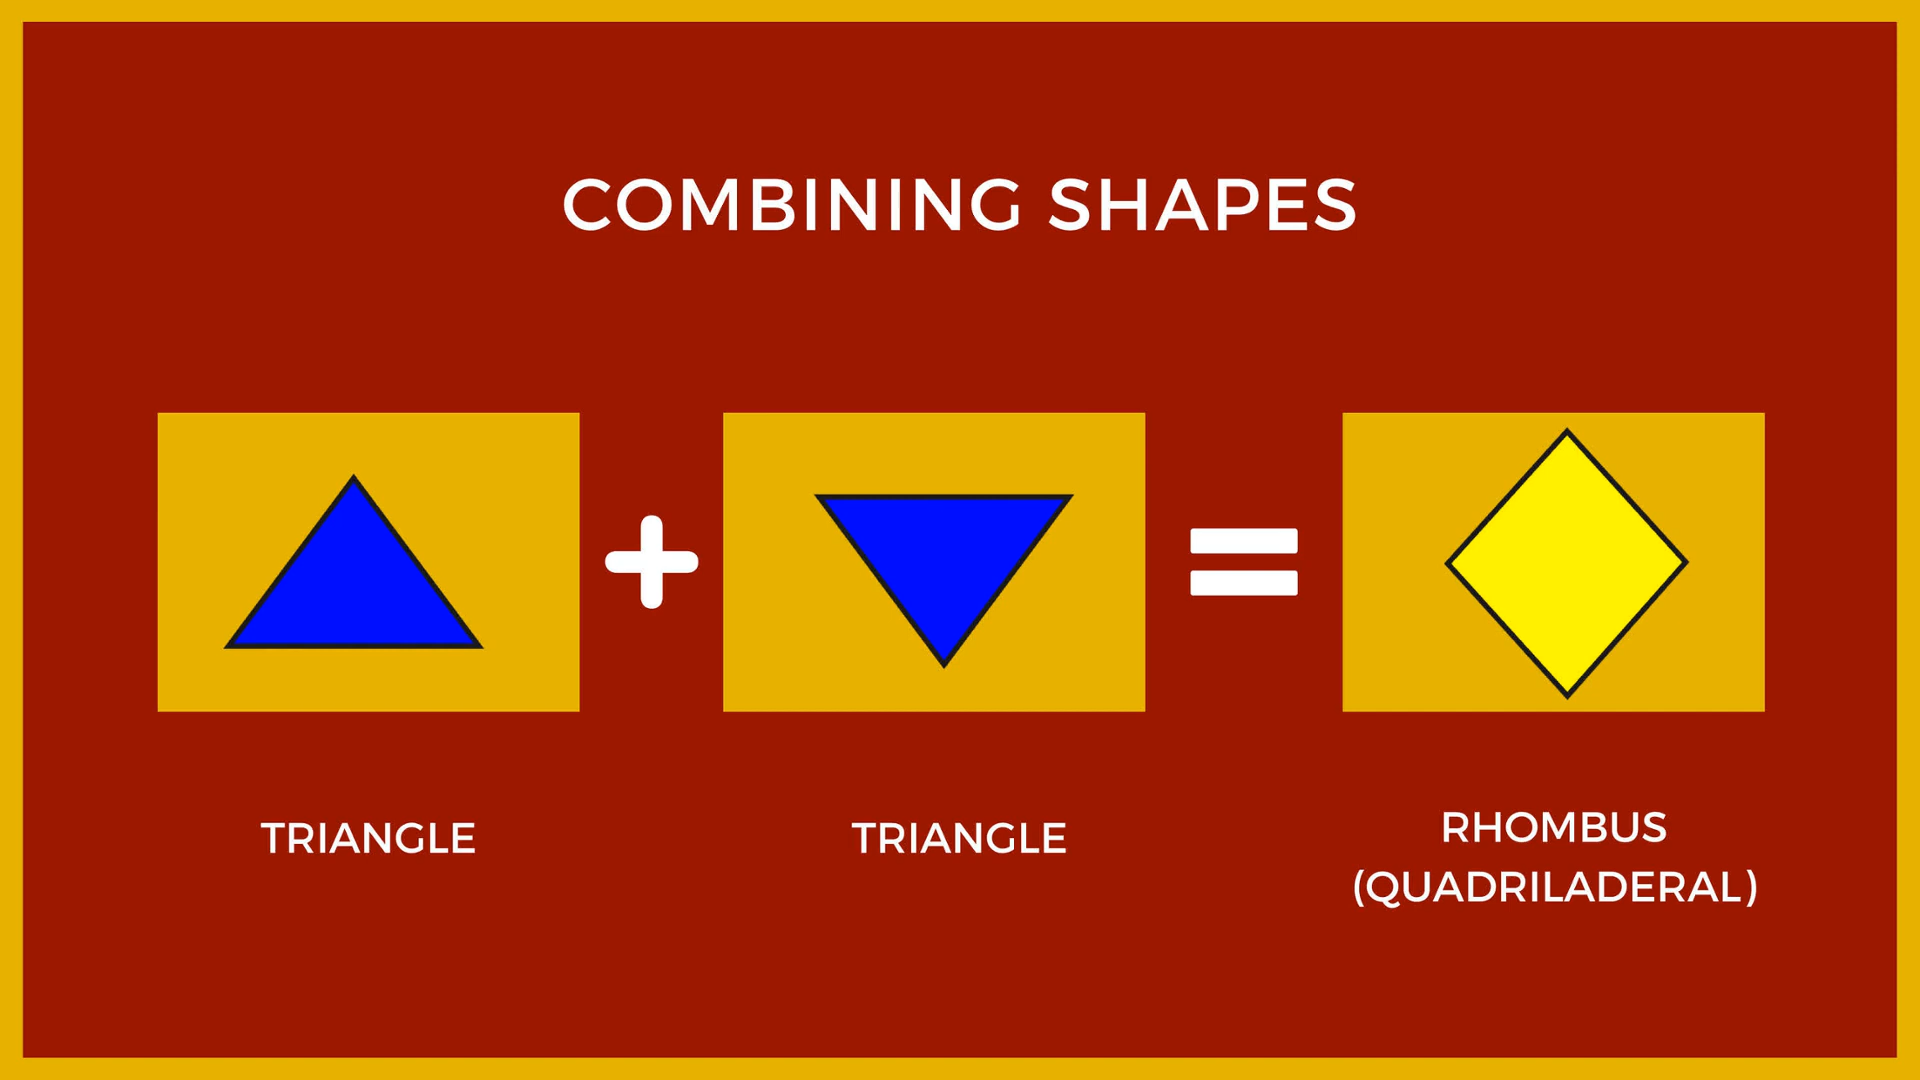 COMBINING SHAPES
TRIANGLE
TRIANGLE
RHOMBUS
(QUADRILADERAL)